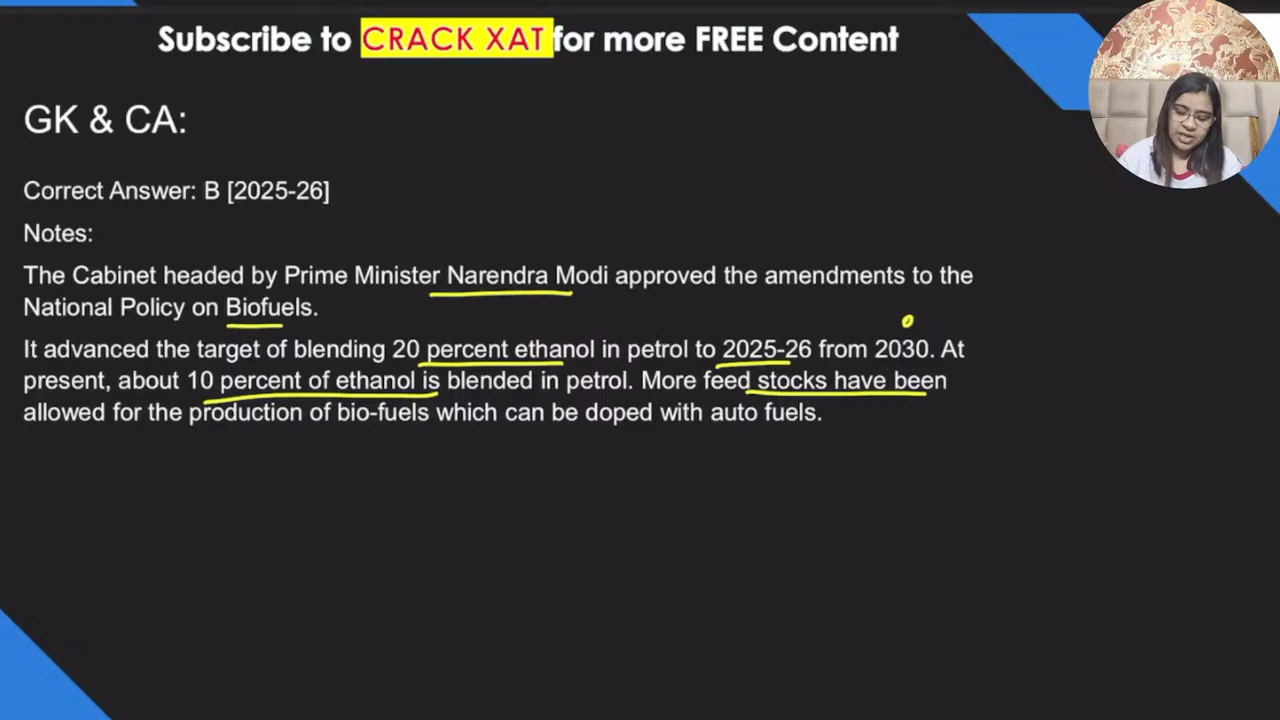 Subscribe to CRACK XAT for more FREE Content
GK & CA:
Correct Answer: B [2025-26]
Notes:
The Cabinet headed by Prime Minister Narendra Modi approved the amendments to the
National Policy on Biofuels.
It advanced the target of blending 20 percent ethanol in petrol to 2025-26 from 2030. At
present, about 10 percent of ethanol is blended in petrol. More feed stocks have been
allowed for the production of bio-fuels which can be doped with auto fuels.